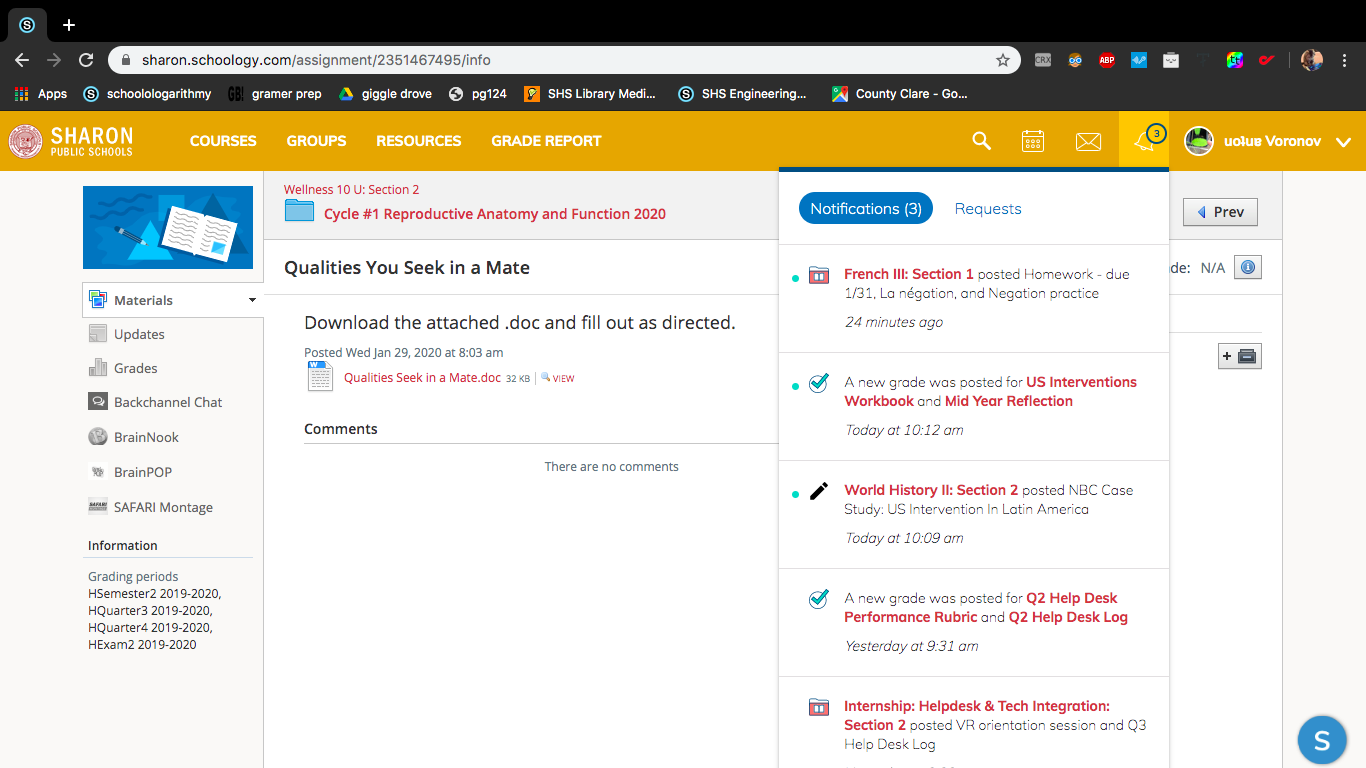 sharon.schoology.com/assignment/2351467495/info
CRX
ABP
Apps
schoolologarithmy
GB!
gramer prep
giggle drove
pg124
SHS Library Medi...
SHS Engineering...
County Clare - Go...
SHARON
PUBLIC SCHOOLS
COURSES
GROUPS
RESOURCES
GRADE REPORT
3
Voronov
Wellness 10 U: Section 2
Cycle #1 Reproductive Anatomy and Function 2020
Notifications (3)
Requests
Prev
Qualities You Seek in a Mate
de: N/A
Materials
Updates
Grades
Backchannel Chat
BrainNook
BrainPOP
SAFARI Montage
Information
Grading periods
HSemester2 2019-2020,
HQuarter3 2019-2020,
HQuarter4 2019-2020,
HExam2 2019-2020
Download the attached .doc and fill out as directed.
Posted Wed Jan 29, 2020 at 8:03 am
Qualities Seek in a Mate.doc 32 KB VIEW
Comments
There are no comments
French III: Section 1 posted Homework - due
1/31, La négation, and Negation practice
24 minutes ago
A new grade was posted for US Interventions
Workbook and Mid Year Reflection
Today at 10:12 am
World History II: Section 2 posted NBC Case
Study: US Intervention In Latin America
Today at 10:09 am
A new grade was posted for Q2 Help Desk
Performance Rubric and Q2 Help Desk Log
Yesterday at 9:31 am
Internship: Helpdesk & Tech Integration:
Section 2 posted VR orientation session and Q3
Help Desk Log
S